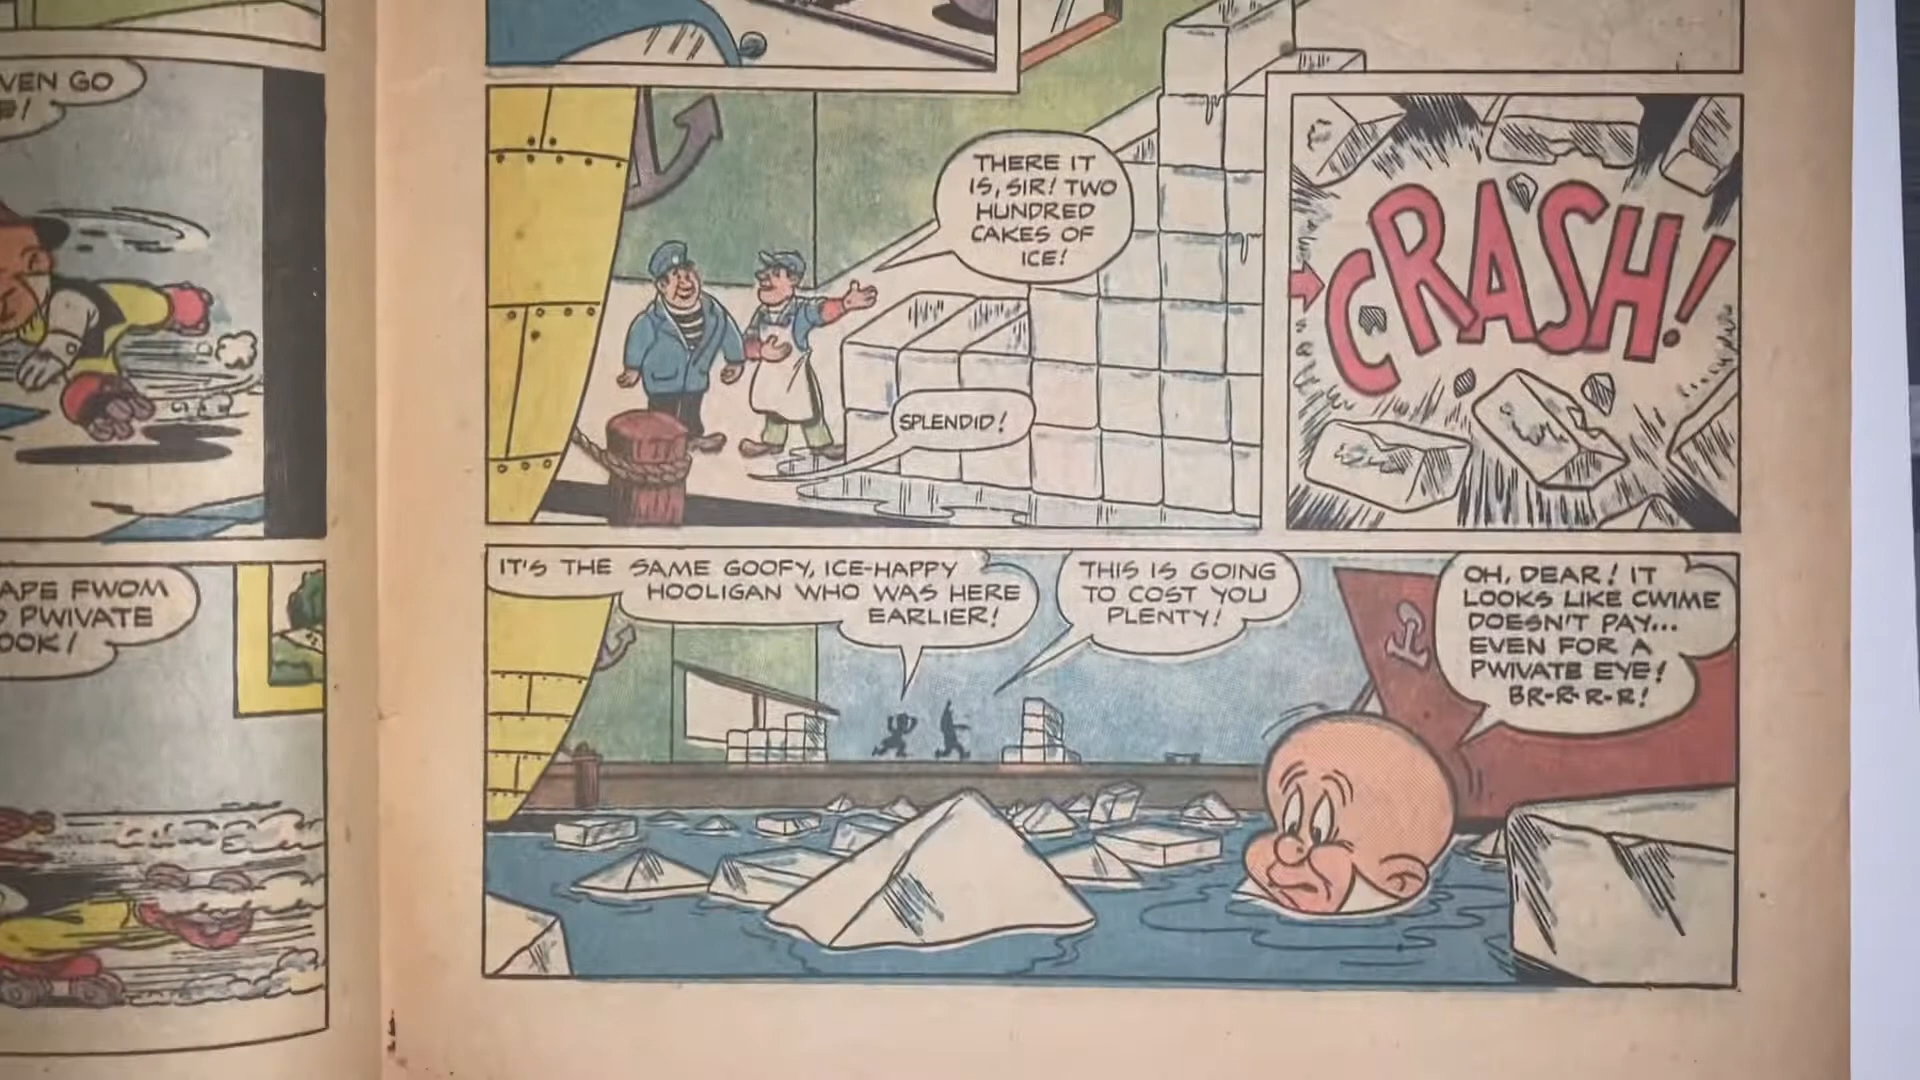 VEN GO
APE FWOM
PWIVATE
OOK!
THERE IT
IS, SIR! TWO
HUNDRED
CAKES OF
ICE!
SPLENDID!
CRASH!
IT'S THE SAME GOOFY, ICE-HAPPY
HOOLIGAN WHO WAS HERE
EARLIER!
THIS IS GOING
TO COST YOU
PLENTY!
OH, DEAR! IT
LOOKS LIKE CWIME
DOESN'T PAY...
EVEN FOR A
PWIVATE EYE!
BR-R-R-R!